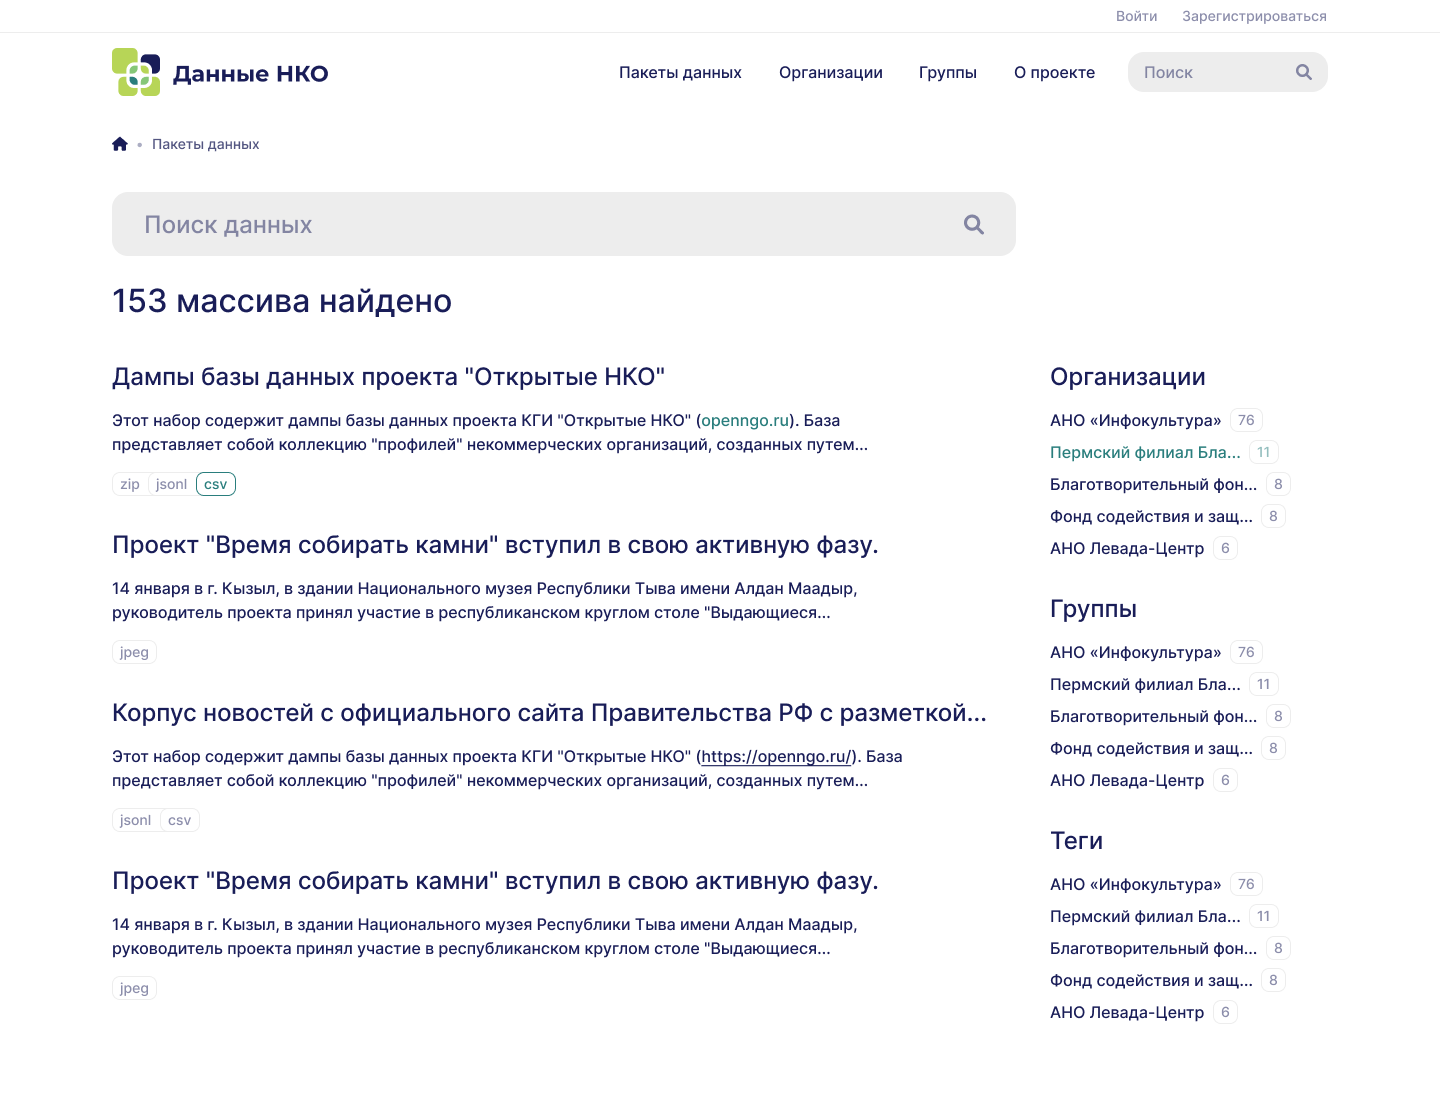 Войти Зарегистрироваться
Данные НКО
Пакеты данных Организации Группы О проекте Поиск
Пакеты данных
Поиск данных
153 массива найдено
Дампы базы данных проекта "Открытые НКО"
Этот набор содержит дампы базы данных проекта КГИ "Открытые НКО" (openngo.ru). База
представляет собой коллекцию "профилей" некоммерческих организаций, созданных путем...
zip jsonl csv
Проект "Время собирать камни" вступил в свою активную фазу.
14 января в г. Кызыл, в здании Национального музея Республики Тыва имени Алдан Маадыр,
руководитель проекта принял участие в республиканском круглом столе "Выдающиеся...
jpeg
Корпус новостей с официального сайта Правительства РФ с разметкой...
Этот набор содержит дампы базы данных проекта КГИ "Открытые НКО" (https://openngo.ru/). База
представляет собой коллекцию "профилей" некоммерческих организаций, созданных путем...
jsonl csv
Проект "Время собирать камни" вступил в свою активную фазу.
14 января в г. Кызыл, в здании Национального музея Республики Тыва имени Алдан Маадыр,
руководитель проекта принял участие в республиканском круглом столе "Выдающиеся...
jpeg
Организации
АНО «Инфокультура» 76
Пермский филиал Бла... 11
Благотворительный фон... 8
Фонд содействия и защ... 8
АНО Левада-Центр 6
Группы
АНО «Инфокультура» 76
Пермский филиал Бла... 11
Благотворительный фон... 8
Фонд содействия и защ... 8
АНО Левада-Центр 6
Теги
АНО «Инфокультура» 76
Пермский филиал Бла... 11
Благотворительный фон... 8
Фонд содействия и защ... 8
АНО Левада-Центр 6